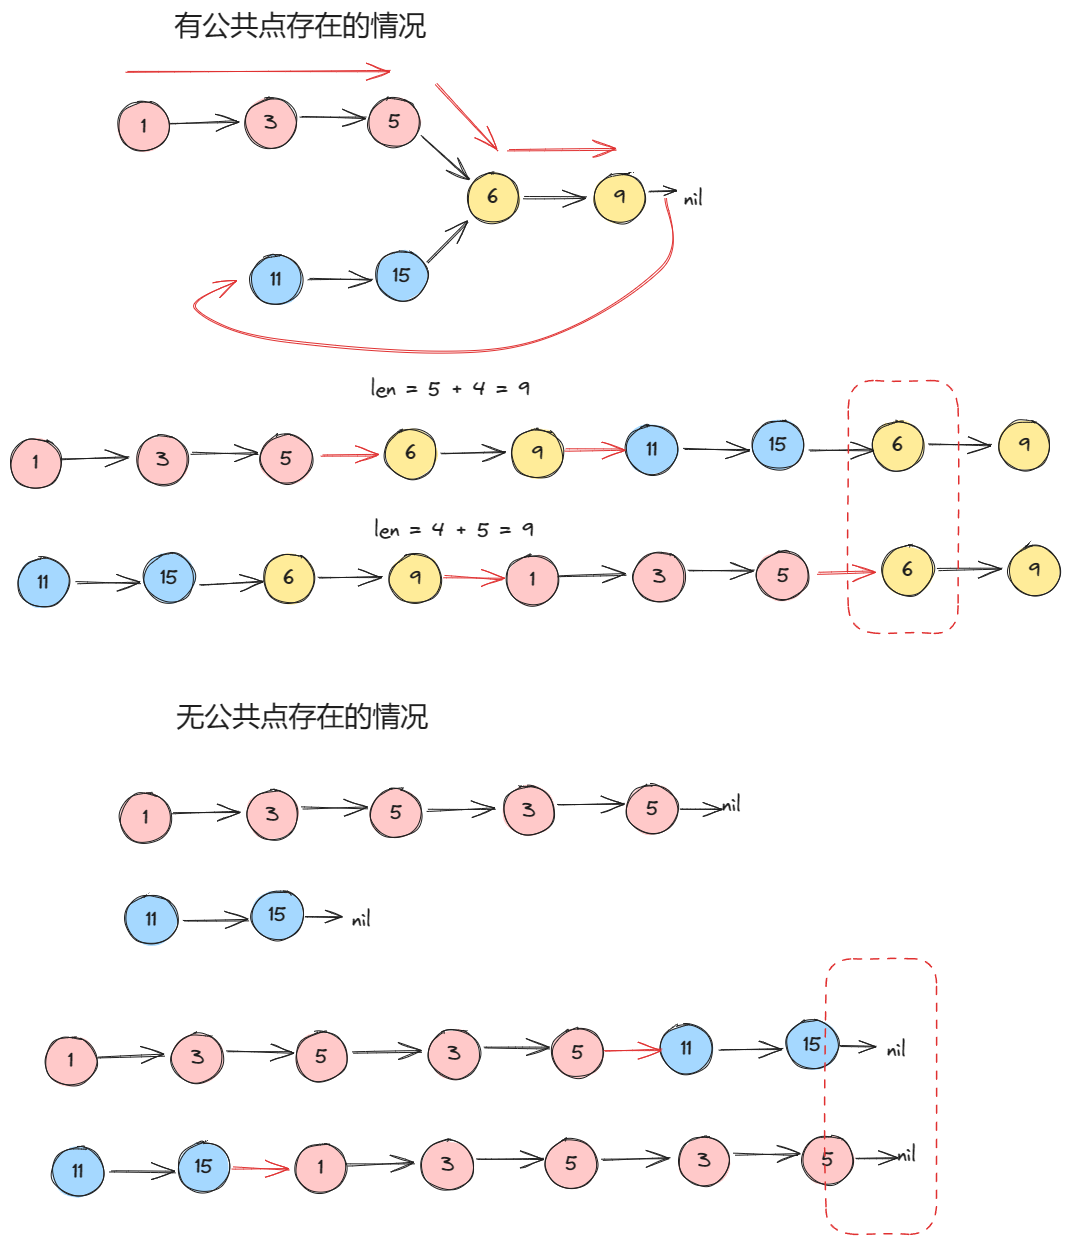 有公共点存在的情况
1 3 5
6 9 nil
11 15
len = 5 + 4 = 9
1 3 5 6 9 11 15 6 9
len = 4 + 5 = 9
11 15 6 9 1 3 5 6 9
无公共点存在的情况
1 3 5 3 5 nil
11 15 nil
1 3 5 3 5 11 15 nil
11 15 1 3 5 3 5 nil